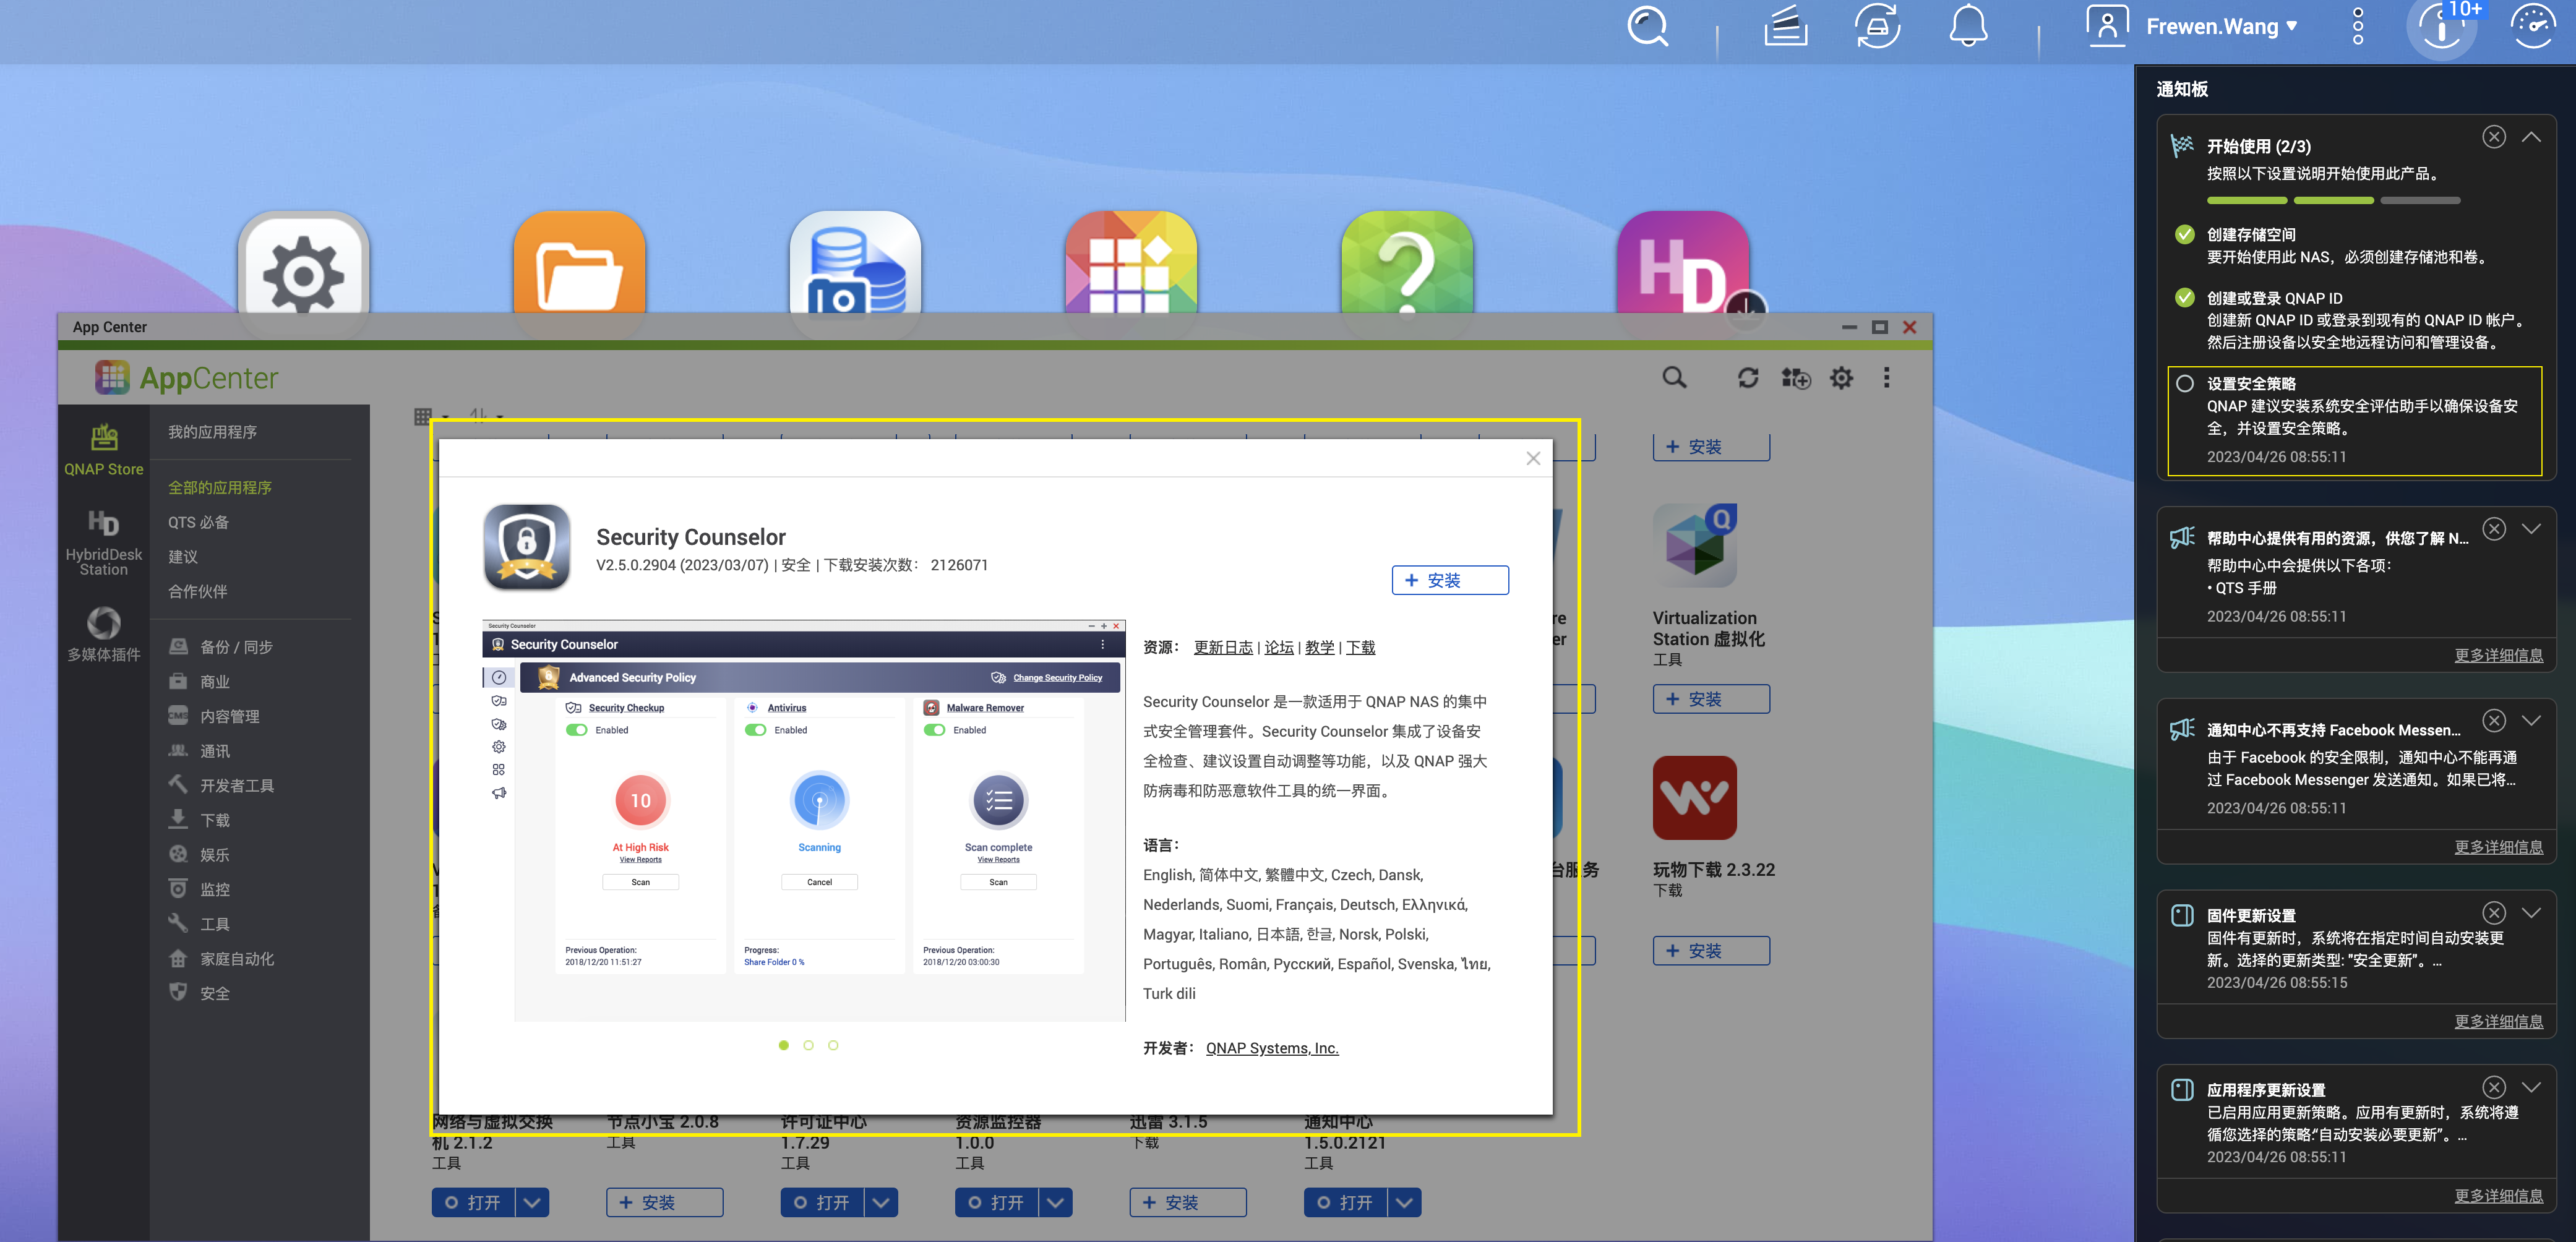 10+
Frewen.Wang
App Center
AppCenter
QNAP Store
HybridDesk
Station
多媒体插件
我的应用程序
全部的应用程序
QTS 必备
建议
合作伙伴
备份 / 同步
商业
CMS
内容管理
通讯
开发者工具
下载
娱乐
监控
工具
家庭自动化
安全
Security Counselor
V2.5.0.2904 (2023/03/07) | 安全 | 下载安装次数： 2126071
+ 安装
Security Counselor
Security Counselor
Advanced Security Policy
Change Security Policy
Security Checkup
Enabled
10
At High Risk
View Reports
Scan
Previous Operation:
2018/12/20 11:51:27
Antivirus
Enabled
Scanning
Cancel
Progress:
Share Folder 0 %
Malware Remover
Enabled
Scan complete
View Reports
Scan
Previous Operation:
2018/12/20 03:00:30
资源： 更新日志 | 论坛 | 教学 | 下载
Security Counselor 是一款适用于 QNAP NAS 的集中
式安全管理套件。Security Counselor 集成了设备安
全检查、建议设置自动调整等功能，以及 QNAP 强大
防病毒和防恶意软件工具的统一界面。
语言：
English, 简体中文, 繁體中文, Czech, Dansk,
Nederlands, Suomi, Français, Deutsch, Ελληνικά,
Magyar, Italiano, 日本語, 한글, Norsk, Polski,
Português, Român, Русский, Español, Svenska, ไทย,
Turk dili
开发者： QNAP Systems, Inc.
+ 安装
Virtualization
Station 虚拟化
工具
+ 安装
台服务
玩物下载 2.3.22
下载
+ 安装
网络与虚拟交换
机 2.1.2
工具
打开
节点小宝 2.0.8
工具
+ 安装
许可证中心
1.7.29
工具
打开
资源监控器
1.0.0
工具
打开
迅雷 3.1.5
下载
+ 安装
通知中心
1.5.0.2121
工具
打开
通知板
开始使用 (2/3)
按照以下设置说明开始使用此产品。
创建存储空间
要开始使用此 NAS，必须创建存储池和卷。
创建或登录 QNAP ID
创建新 QNAP ID 或登录到现有的 QNAP ID 帐户。
然后注册设备以安全地远程访问和管理设备。
设置安全策略
QNAP 建议安装系统安全评估助手以确保设备安
全，并设置安全策略。
2023/04/26 08:55:11
帮助中心提供有用的资源，供您了解 N...
帮助中心中会提供以下各项：
• QTS 手册
2023/04/26 08:55:11
更多详细信息
通知中心不再支持 Facebook Messen...
由于 Facebook 的安全限制，通知中心不能再通
过 Facebook Messenger 发送通知。如果已将...
2023/04/26 08:55:11
更多详细信息
固件更新设置
固件有更新时，系统将在指定时间自动安装更
新。选择的更新类型: "安全更新"。...
2023/04/26 08:55:15
更多详细信息
应用程序更新设置
已启用应用更新策略。应用有更新时，系统将遵
循您选择的策略:"自动安装必要更新"。...
2023/04/26 08:55:11
更多详细信息